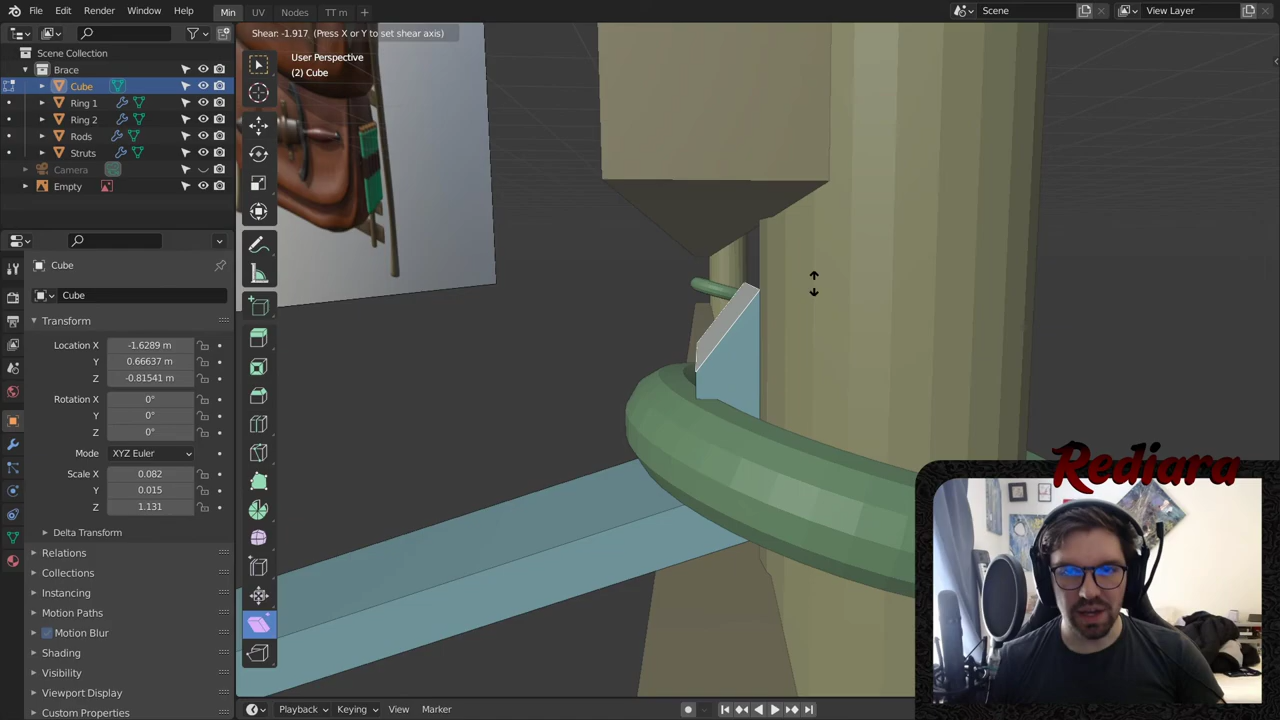 File Edit Render Window Help Min UV Nodes TT m Scene View Layer
Shear: -1.917 (Press X or Y to set shear axis)
Scene Collection
Brace
Cube
Ring 1
Ring 2
Rods
Struts
Camera
Empty
User Perspective
(2) Cube
Cube
Cube
Transform
Location X -1.6289 m
Y 0.66637 m
Z -0.81541 m
Rotation X 0°
Y 0°
Z 0°
Mode XYZ Euler
Scale X 0.082
Y 0.015
Z 1.131
Delta Transform
Relations
Collections
Instancing
Motion Paths
Motion Blur
Shading
Visibility
Viewport Display
Custom Properties
Rediara
Playback Keying View Marker